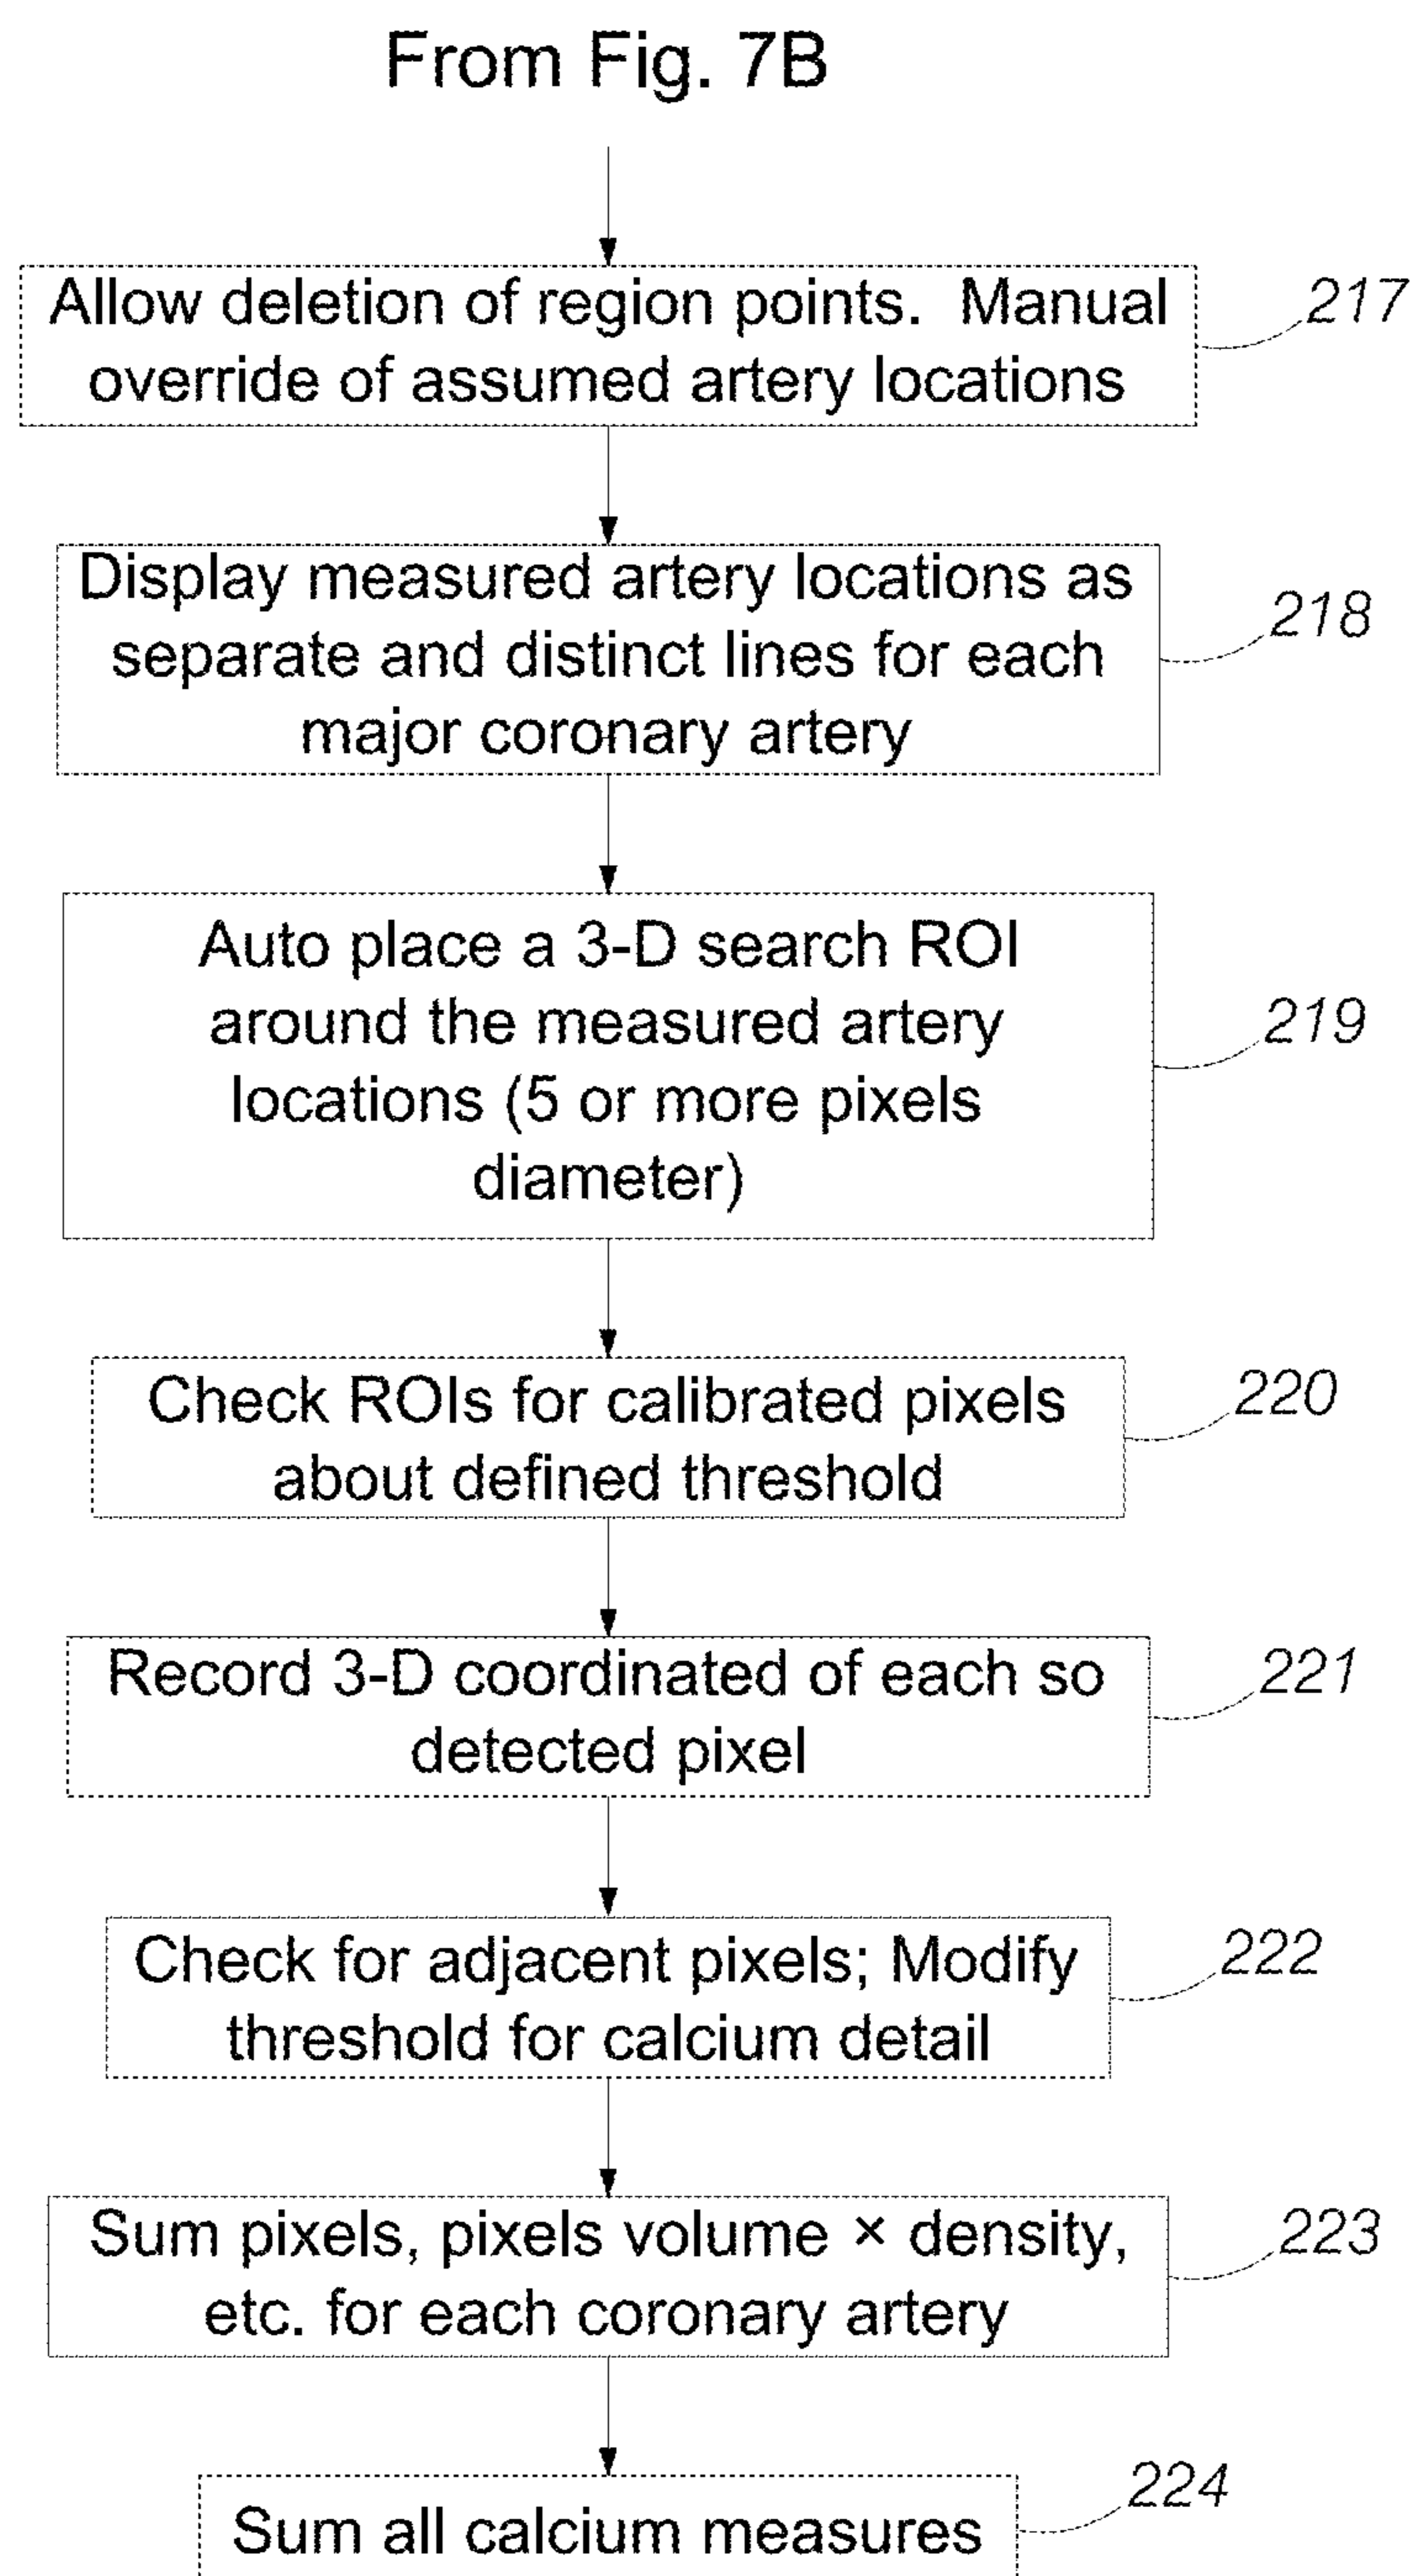 From Fig. 7B
Allow deletion of region points. Manual
override of assumed artery locations
217
Display measured artery locations as
separate and distinct lines for each
major coronary artery
218
Auto place a 3-D search ROI
around the measured artery
locations (5 or more pixels
diameter)
219
Check ROIs for calibrated pixels
about defined threshold
220
Record 3-D coordinated of each so
detected pixel
221
Check for adjacent pixels; Modify
threshold for calcium detail
222
Sum pixels, pixels volume × density,
etc. for each coronary artery
223
Sum all calcium measures
224